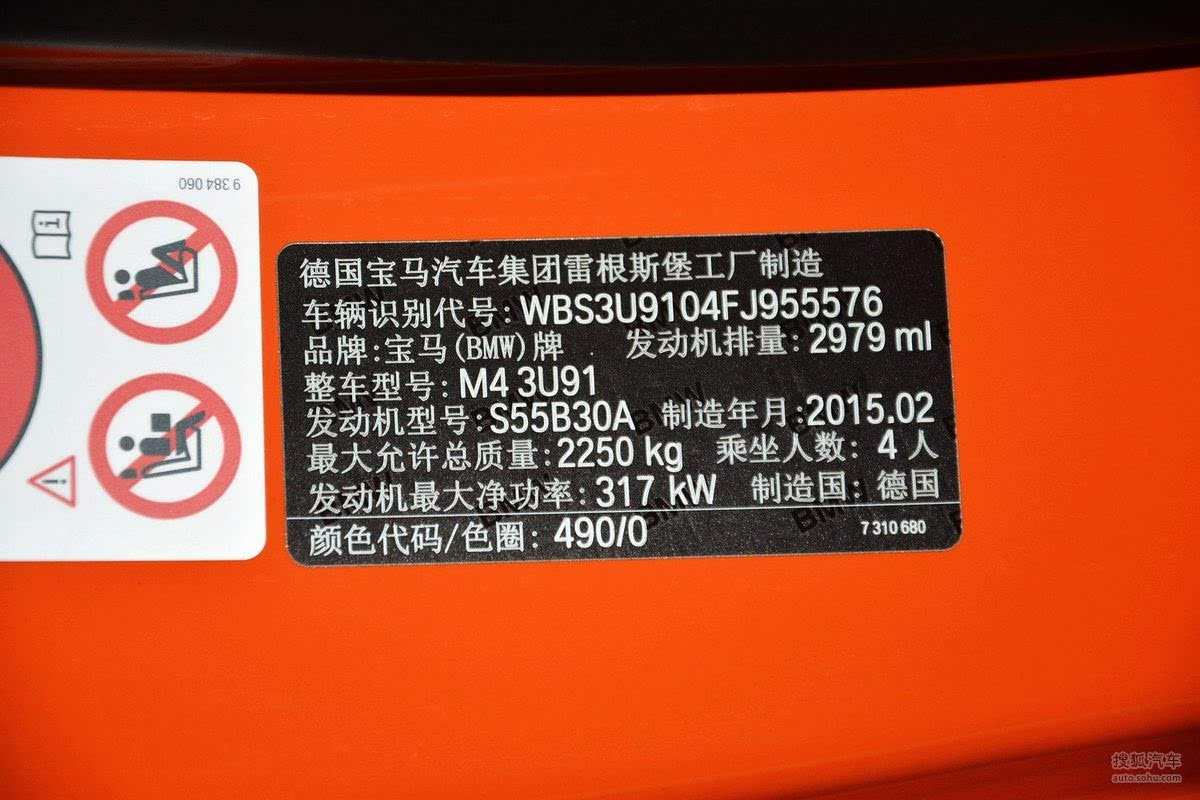 9 384 060
德国宝马汽车集团雷根斯堡工厂制造
车辆识别代号: WBS3U9104FJ955576
品牌:宝马(BMW)牌 发动机排量: 2979 ml
整车型号: M4 3U91
发动机型号: S55B30A 制造年月:2015.02
最大允许总质量: 2250 kg 乘坐人数: 4 人
发动机最大净功率: 317 kW 制造国: 德国
颜色代码/色圈: 490/0 7 310 680
搜狐汽车
auto.sohu.com